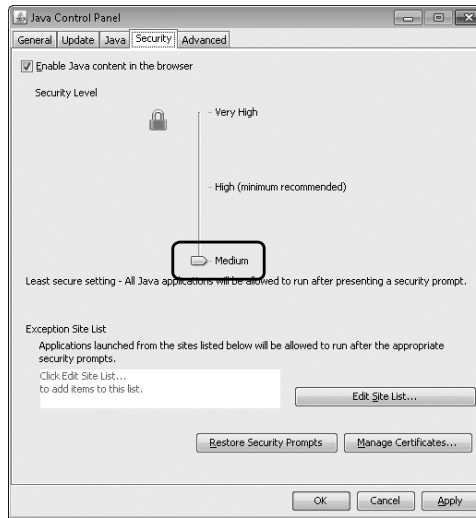 Java Control Panel
General Update Java Security Advanced
Enable Java content in the browser
Security Level
Very High
High (minimum recommended)
Medium
Least secure setting - All Java applications will be allowed to run after presenting a security prompt.
Exception Site List
Applications launched from the sites listed below will be allowed to run after the appropriate
security prompts.
Click Edit Site List...
to add items to this list.
Edit Site List...
Restore Security Prompts Manage Certificates...
OK Cancel Apply